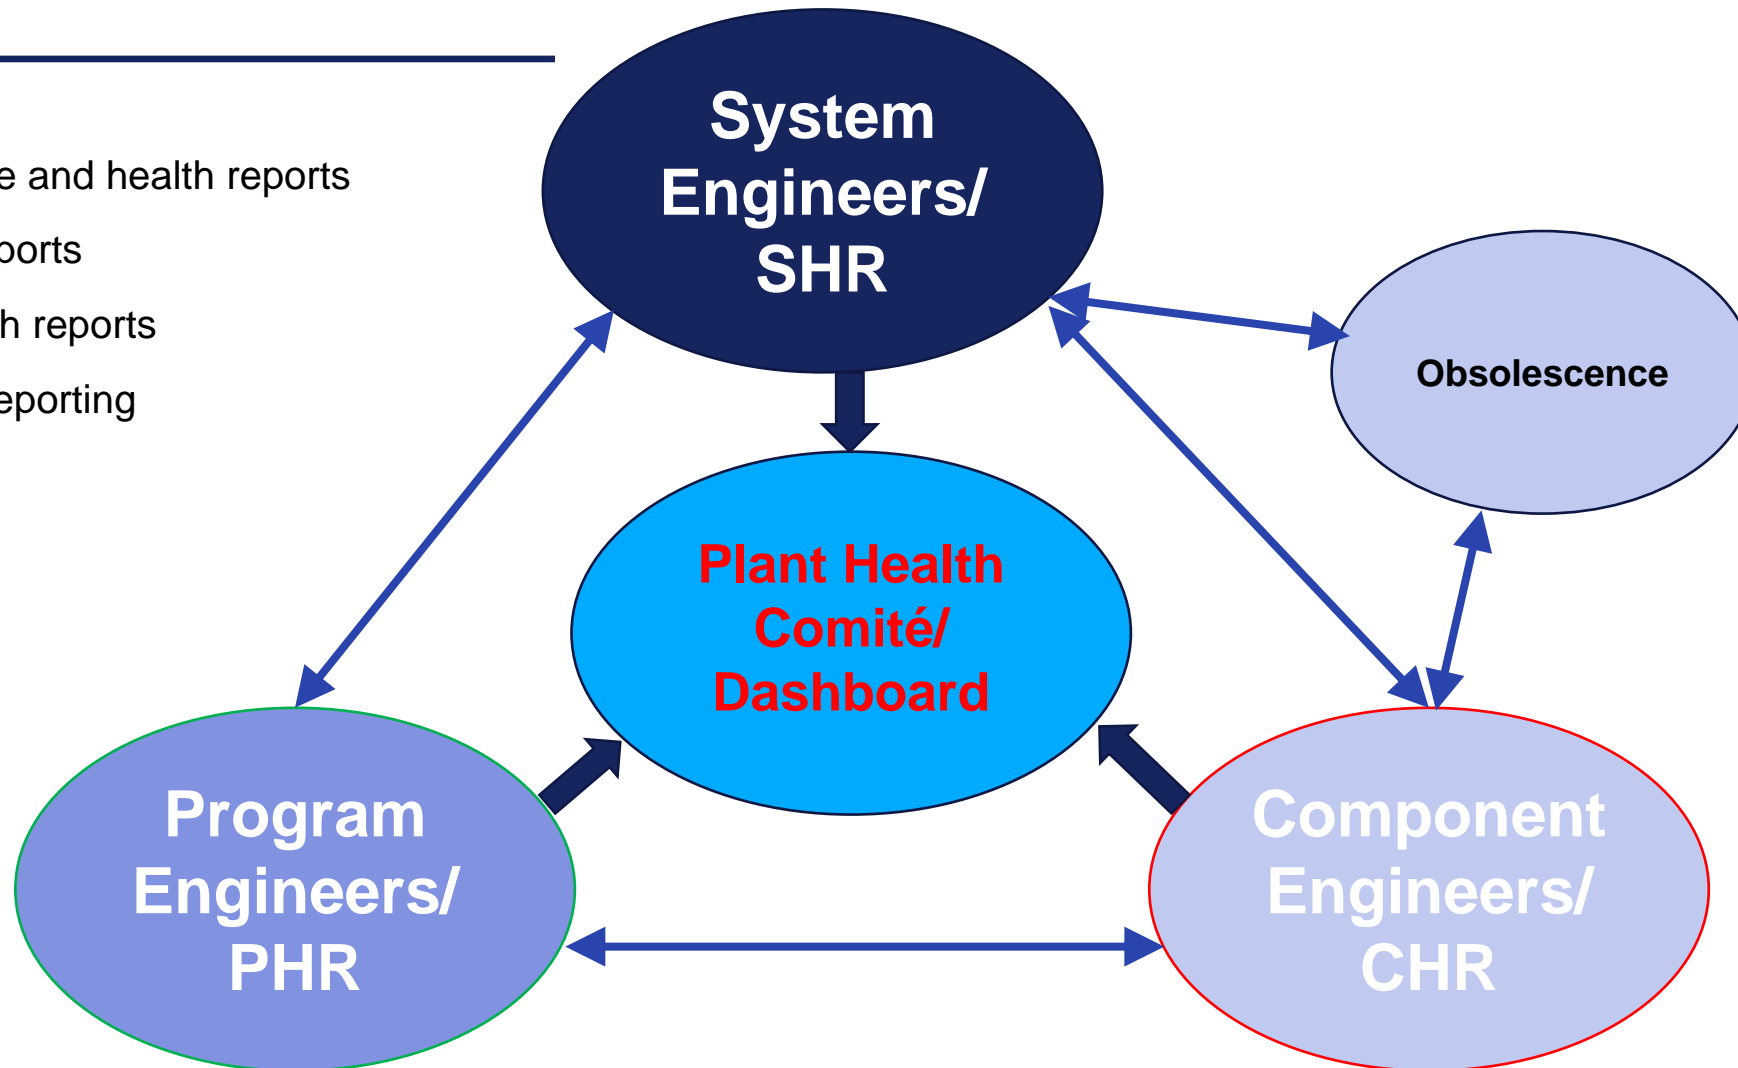 System
Engineers/
SHR
e and health reports
ports
h reports
eporting
Obsolescence
Plant Health
Comité/
Dashboard
Program
Engineers/
PHR
Component
Engineers/
CHR